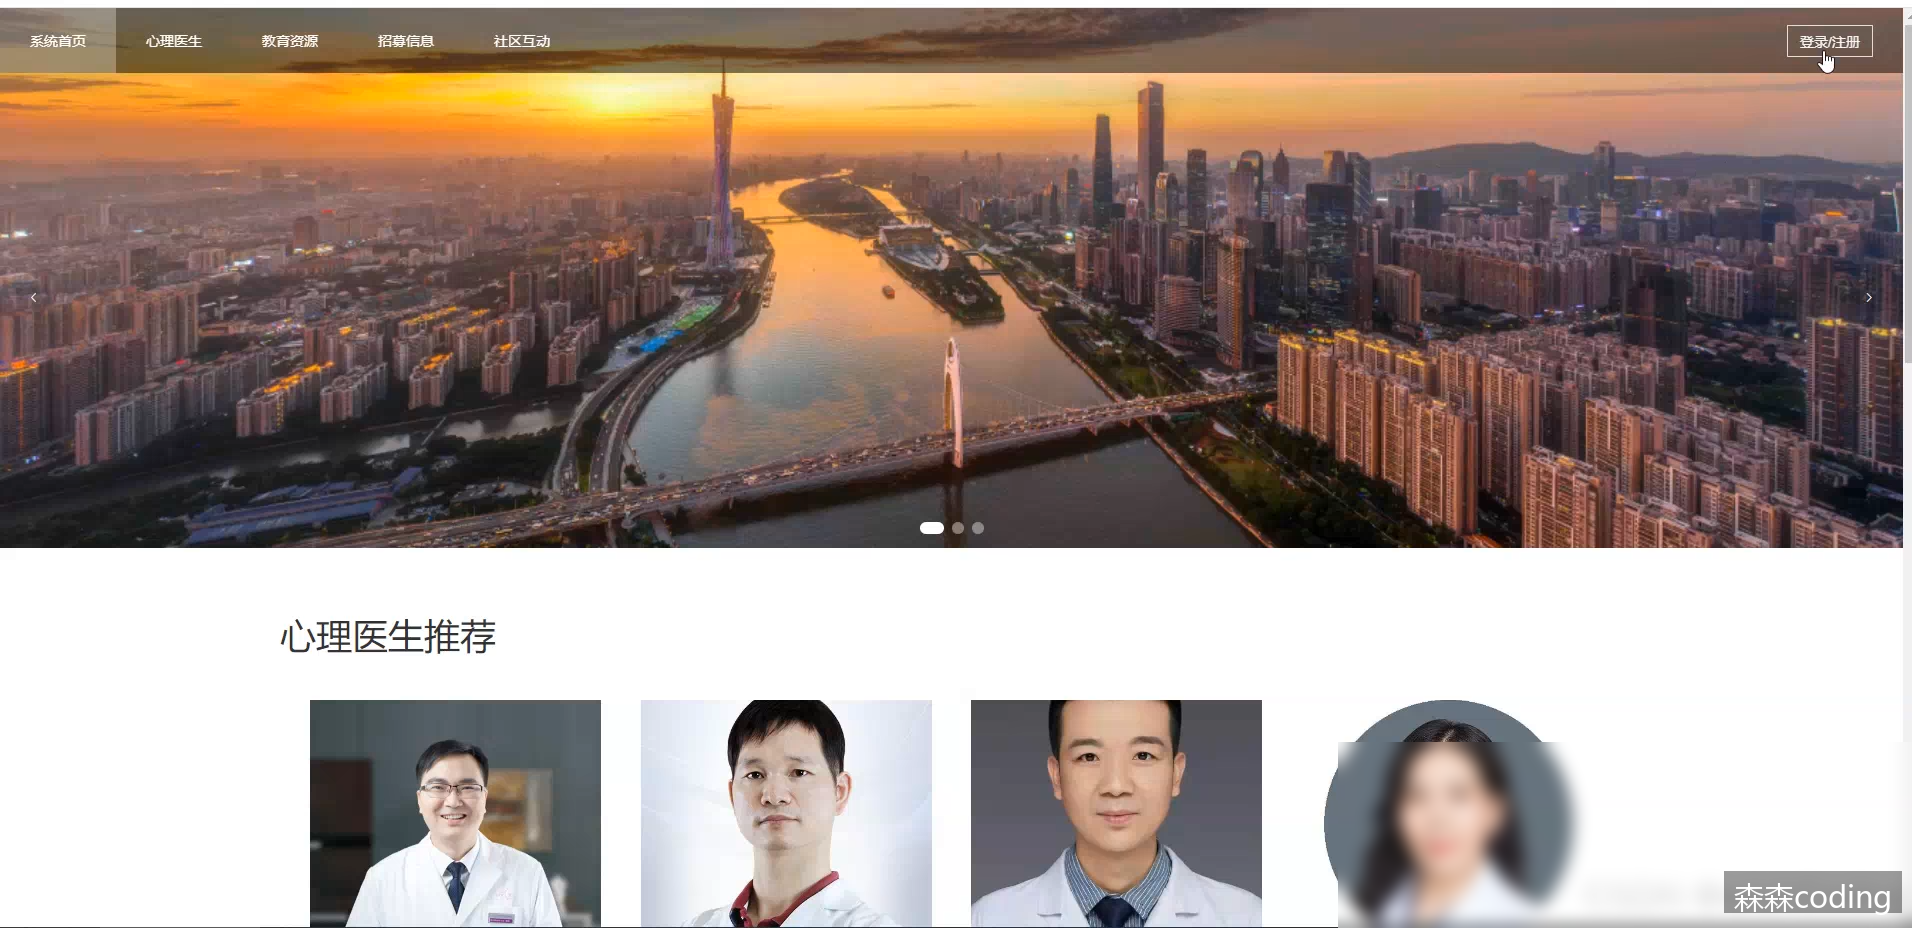 系统首页
心理医生
教育资源
招募信息
社区互动
登录/注册
心理医生推荐
森森coding